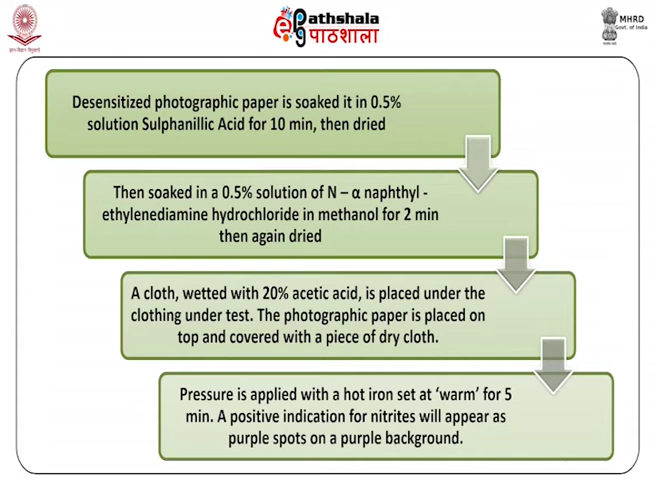 pathshala
पाठशाला
MHRD
Govt. of India
Desensitized photographic paper is soaked it in 0.5%
solution Sulphanillic Acid for 10 min, then dried
Then soaked in a 0.5% solution of N – α naphthyl -
ethylenediamine hydrochloride in methanol for 2 min
then again dried
A cloth, wetted with 20% acetic acid, is placed under the
clothing under test. The photographic paper is placed on
top and covered with a piece of dry cloth.
Pressure is applied with a hot iron set at ‘warm’ for 5
min. A positive indication for nitrites will appear as
purple spots on a purple background.